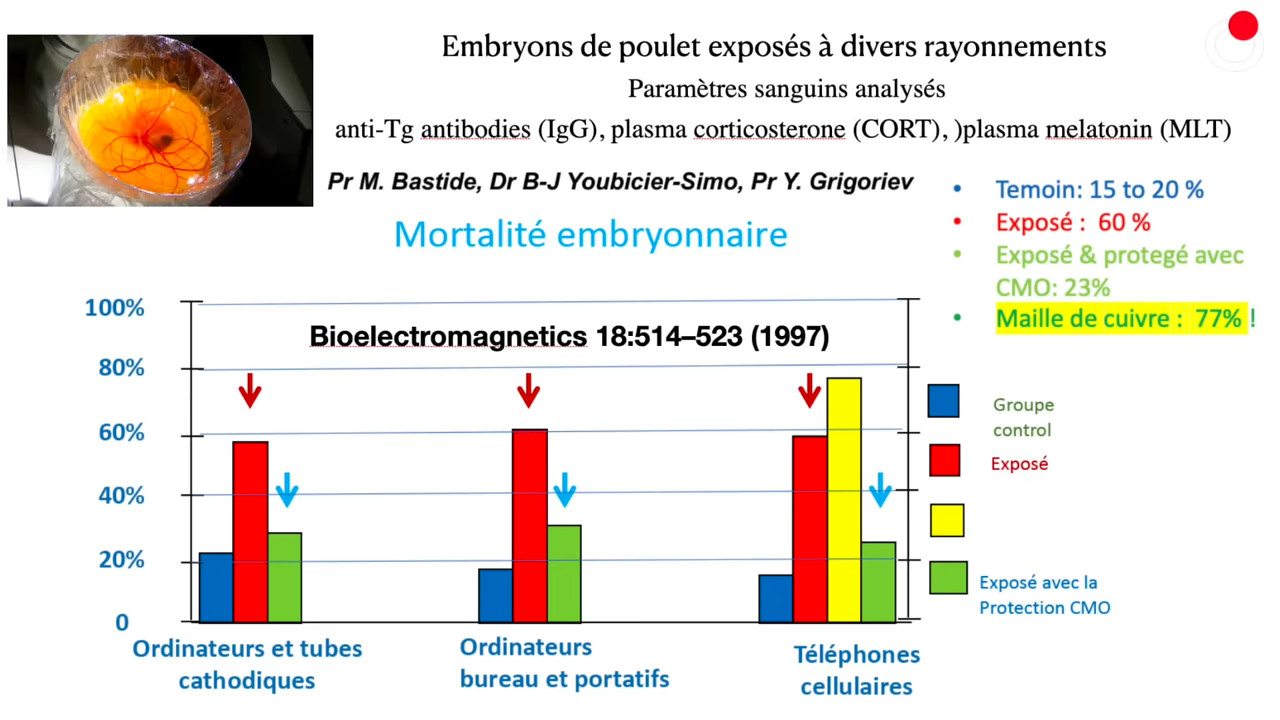 Embryons de poulet exposés à divers rayonnements
Paramètres sanguins analysés
anti-Tg antibodies (IgG), plasma corticosterone (CORT), )plasma melatonin (MLT)
Pr M. Bastide, Dr B-J Youbicier-Simo, Pr Y. Grigoriev
• Temoin: 15 to 20 %
• Exposé : 60 %
• Exposé & protegé avec
CMO: 23%
• Maille de cuivre : 77% !
Mortalité embryonnaire
Bioelectromagnetics 18:514–523 (1997)
100%
80%
60%
40%
20%
0
Groupe
control
Exposé
Exposé avec la
Protection CMO
Ordinateurs et tubes
cathodiques
Ordinateurs
bureau et portatifs
Téléphones
cellulaires